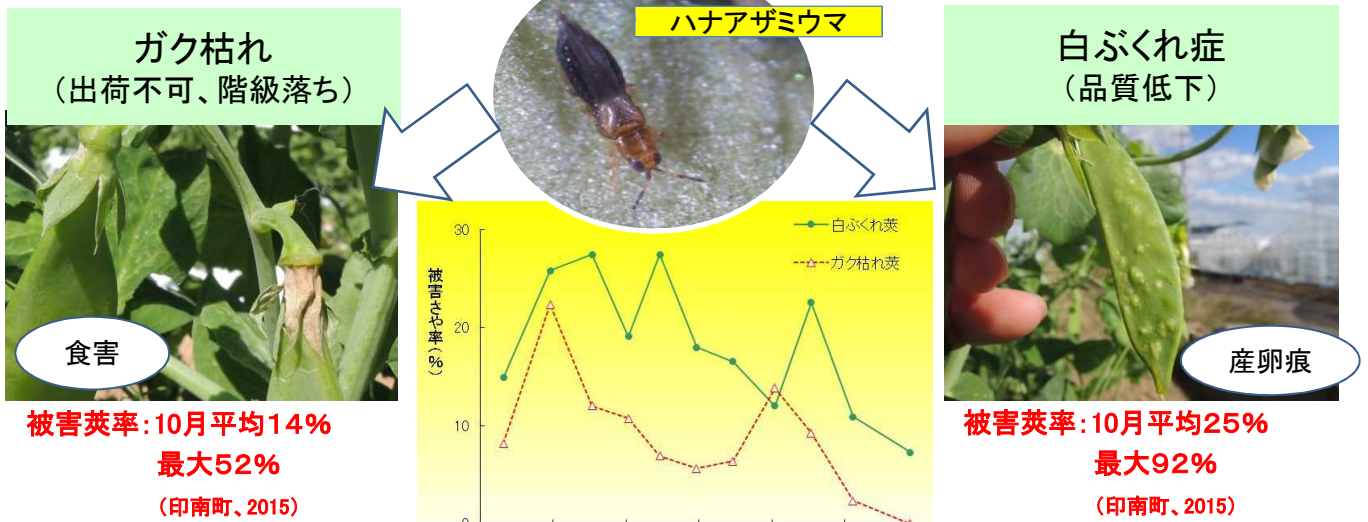 ガク枯れ
（出荷不可、階級落ち）
ハナアザミウマ
白ぶくれ症
（品質低下）
食害
産卵痕
被害さや率(%)
30
20
10
0
白ぶくれ莢
ガク枯れ莢
被害莢率：10月平均14%
最大52%
（印南町、2015）
被害莢率：10月平均25%
最大92%
（印南町、2015）